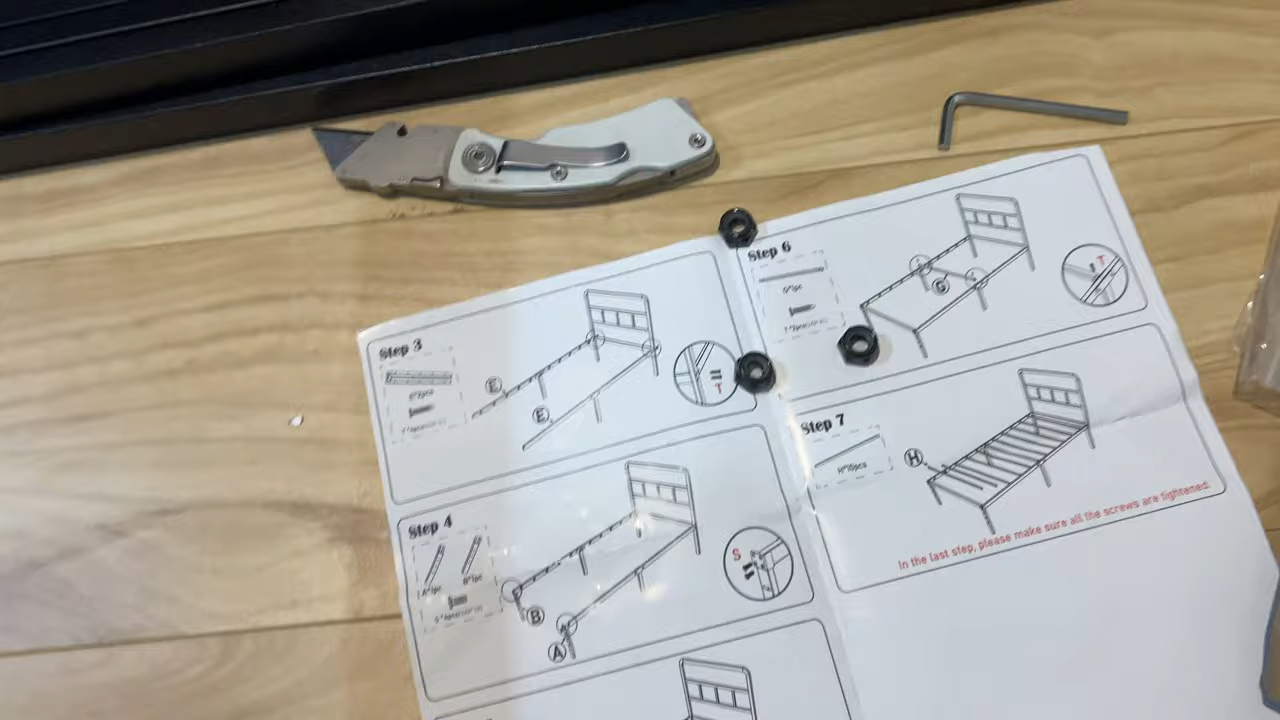 Step 3
E
E
T
Step 4
S
B
A
Step 6
G
T
Step 7
H*10pcs
H
In the last step, please make sure all the screws are tightened.